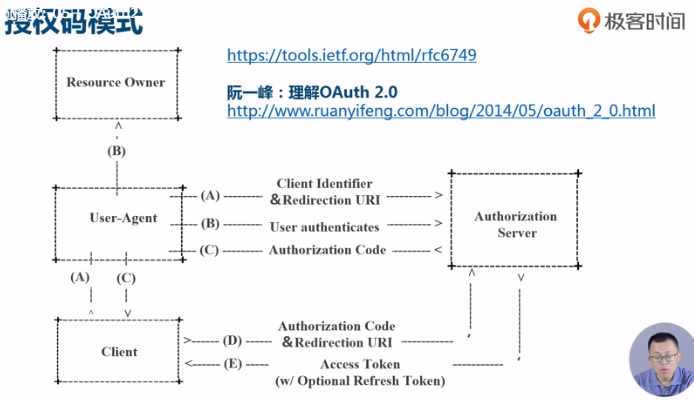 授权码模式
极客时间
https://tools.ietf.org/html/rfc6749
阮一峰：理解OAuth 2.0
http://www.ruanyifeng.com/blog/2014/05/oauth_2_0.html
Resource Owner
(B)
User-Agent
(A)
Client Identifier
&Redirection URI
(B)
User authenticates
(C)
Authorization Code
Authorization
Server
(A)
(C)
Client
(D)
Authorization Code
&Redirection URI
(E)
Access Token
(w/ Optional Refresh Token)